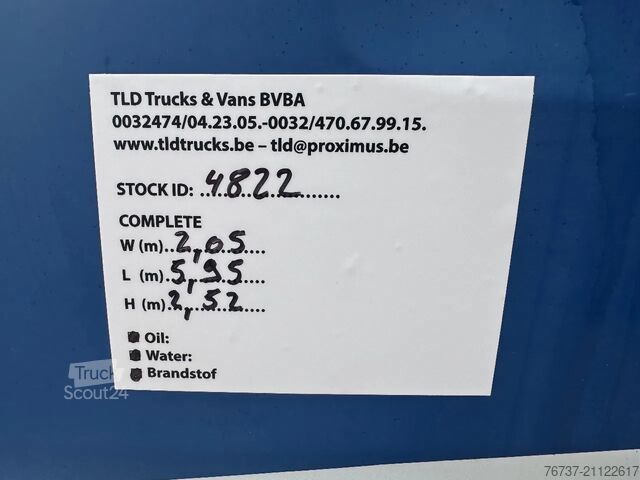 TLD Trucks & Vans BVBA
0032474/04.23.05.-0032/470.67.99.15.
www.tldtrucks.be – tld@proximus.be
STOCK ID: 4822
COMPLETE
W (m) 2,05
L (m) 5,95
H (m) 2,52
Oil:
Water:
Brandstof
Truck
Scout24
76737-21122617